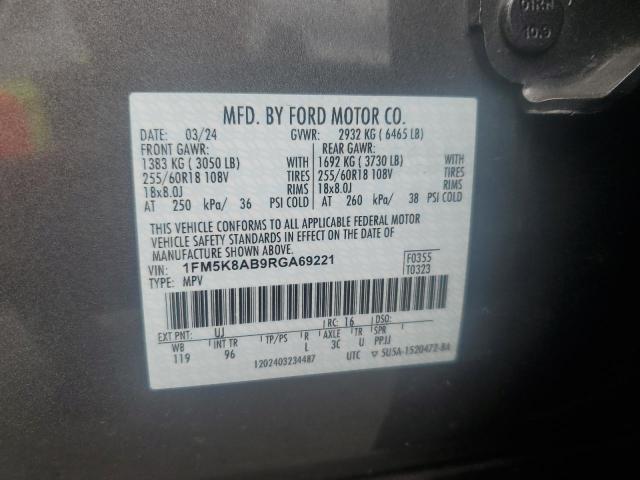 DTRN
10.9
MFD. BY FORD MOTOR CO.
DATE: 03/24 GVWR: 2932 KG ( 6465 LB)
FRONT GAWR: REAR GAWR:
1383 KG ( 3050 LB) WITH 1692 KG ( 3730 LB) WITH
255/60R18 108V TIRES 255/60R18 108V TIRES
18x8.0J RIMS 18x8.0J RIMS
AT 250 kPa/ 36 PSI COLD AT 260 kPa/ 38 PSI COLD
THIS VEHICLE CONFORMS TO ALL APPLICABLE FEDERAL MOTOR
VEHICLE SAFETY STANDARDS IN EFFECT ON THE DATE OF
MANUFACTURE SHOWN ABOVE.
VIN: 1FM5K8AB9RGA69221 F0355
TYPE: MPV T0323
EXT PNT: UJ RC: 16
WB INT TR TP/PS R AXLE TR SPR
119 96 L 3C U PPJJ
1202403234487 UTC ▽ 5U5A-1520472-BA